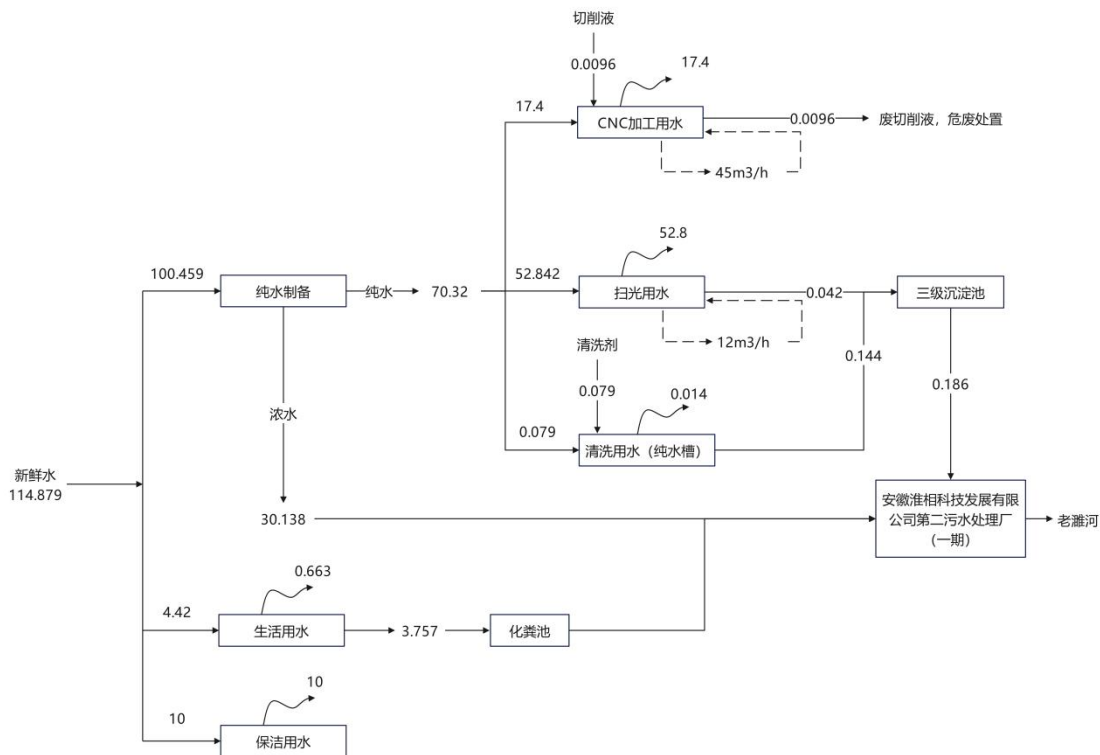 切削液
0.0096
17.4
17.4
CNC加工用水
0.0096
废切削液，危废处置
45m3/h
52.8
100.459
纯水制备
纯水
70.32
52.842
扫光用水
0.042
三级沉淀池
12m3/h
清洗剂
0.144
0.079
0.014
0.186
浓水
0.079
清洗用水（纯水槽）
新鲜水
114.879
30.138
安徽淮相科技发展有限
公司第二污水处理厂
（一期）
老濉河
0.663
4.42
生活用水
3.757
化粪池
10
10
保洁用水